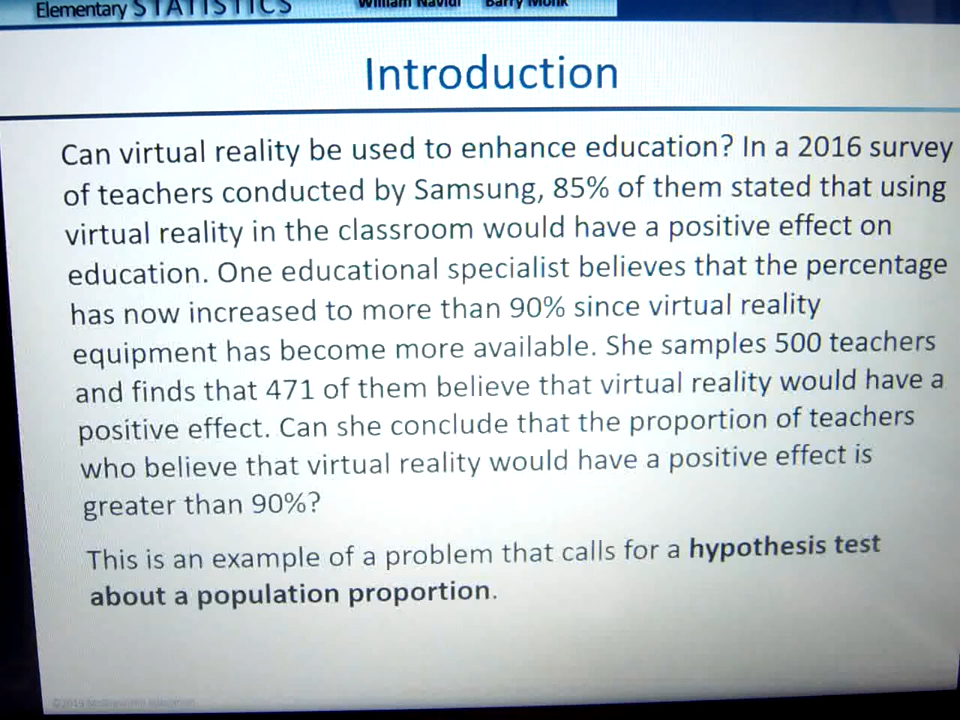 Elementary STATISTICS William Navidi Barry Monk
Introduction
Can virtual reality be used to enhance education? In a 2016 survey
of teachers conducted by Samsung, 85% of them stated that using
virtual reality in the classroom would have a positive effect on
education. One educational specialist believes that the percentage
has now increased to more than 90% since virtual reality
equipment has become more available. She samples 500 teachers
and finds that 471 of them believe that virtual reality would have a
positive effect. Can she conclude that the proportion of teachers
who believe that virtual reality would have a positive effect is
greater than 90%?
This is an example of a problem that calls for a hypothesis test
about a population proportion.